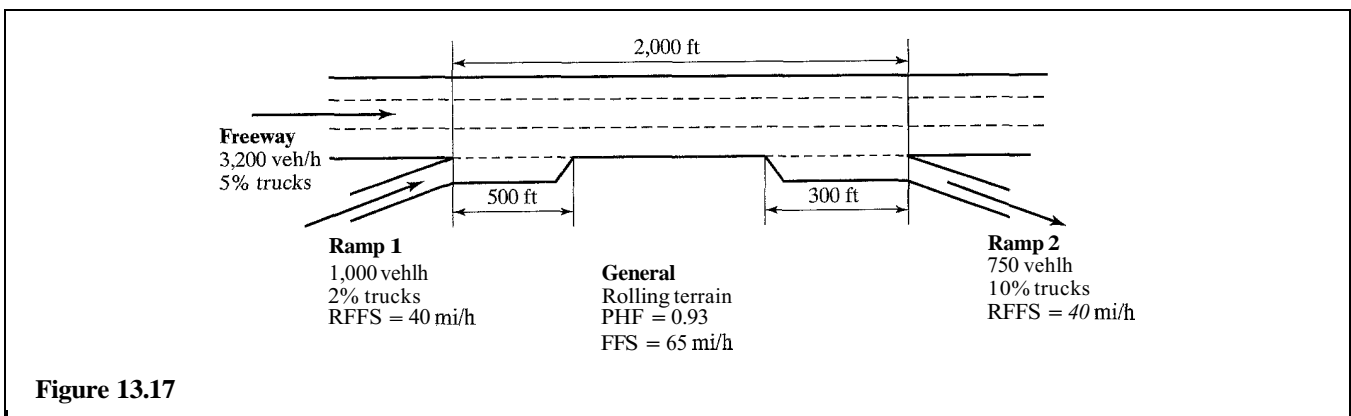 2,000 ft
Freeway
3,200 veh/h
5% trucks
500 ft
300 ft
Ramp 1
1,000 vehlh
2% trucks
RFFS = 40 mi/h
General
Rolling terrain
PHF = 0.93
FFS = 65 mi/h
Ramp 2
750 vehlh
10% trucks
RFFS = 40 mi/h
Figure 13.17